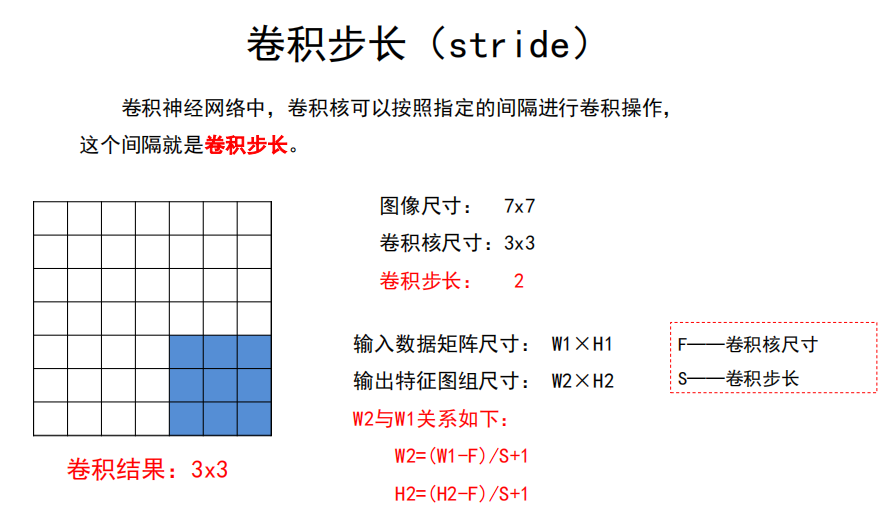 卷积步长（stride）
卷积神经网络中，卷积核可以按照指定的间隔进行卷积操作，
这个间隔就是卷积步长。
图像尺寸： 7x7
卷积核尺寸：3x3
卷积步长： 2
输入数据矩阵尺寸： W1×H1
输出特征图组尺寸： W2×H2
W2与W1关系如下：
W2=(W1-F)/S+1
H2=(H2-F)/S+1
F——卷积核尺寸
S——卷积步长
卷积结果：3x3